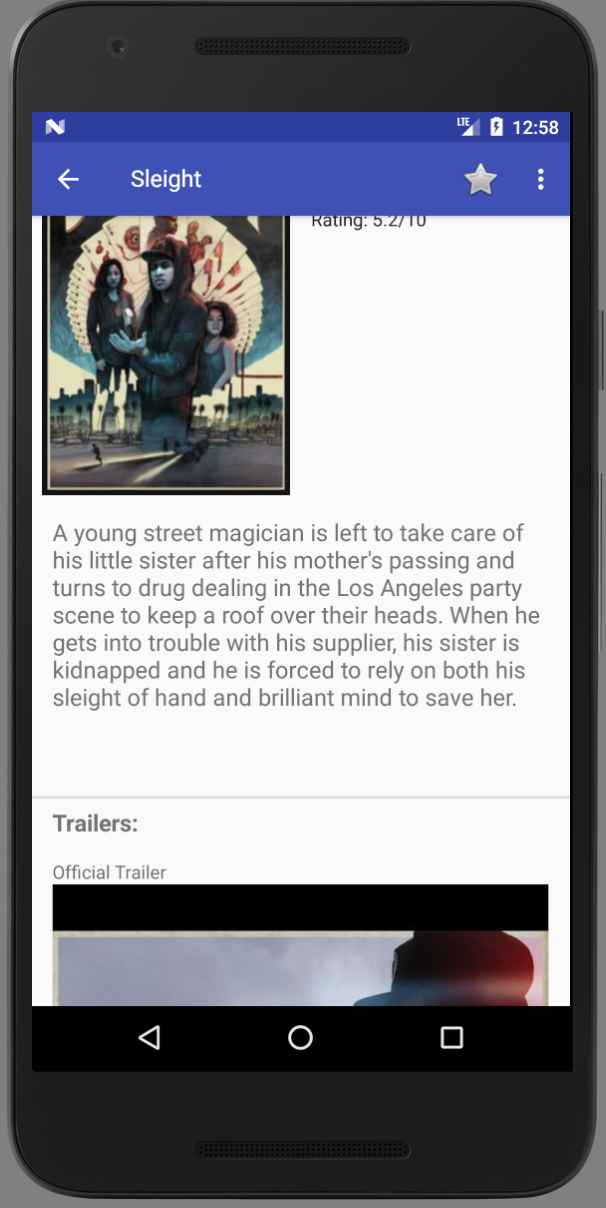 LTE 12:58
Sleight
Rating: 5.2/10
A young street magician is left to take care of
his little sister after his mother's passing and
turns to drug dealing in the Los Angeles party
scene to keep a roof over their heads. When he
gets into trouble with his supplier, his sister is
kidnapped and he is forced to rely on both his
sleight of hand and brilliant mind to save her.
Trailers:
Official Trailer